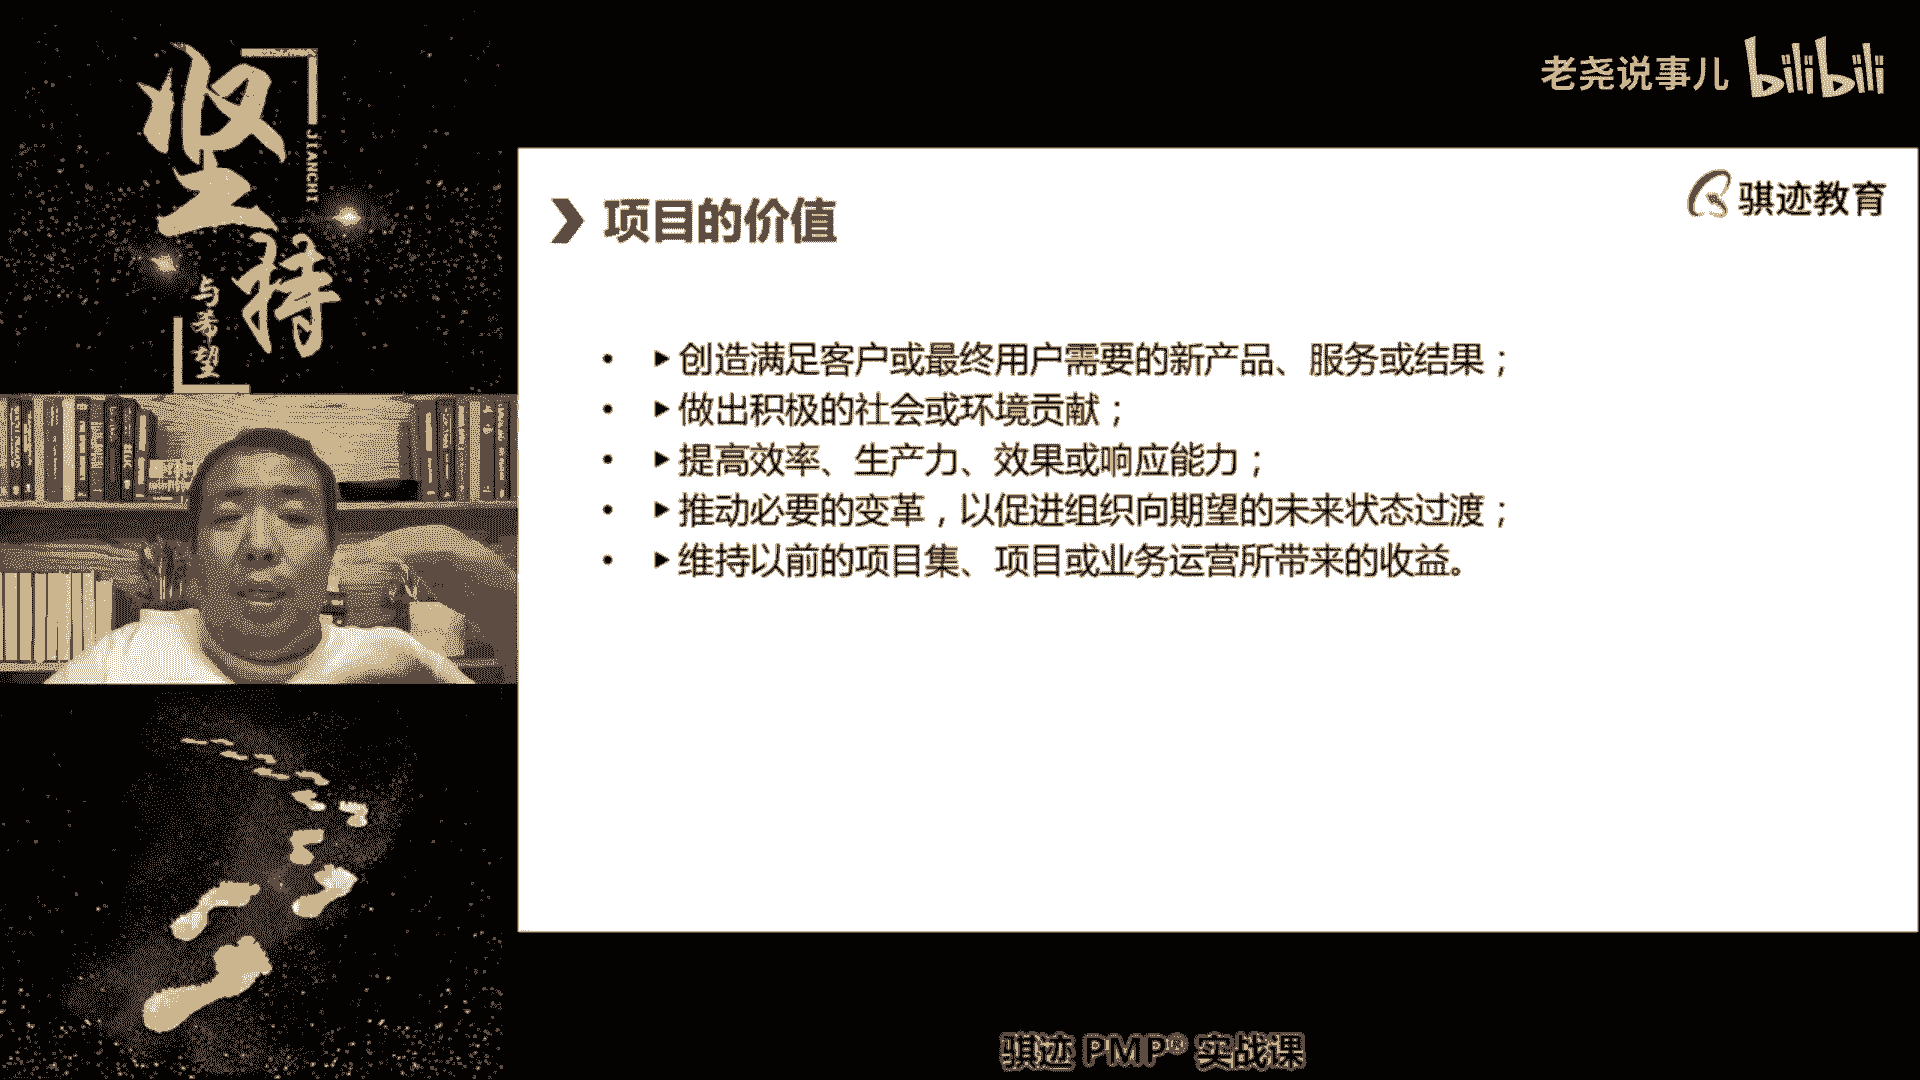 坚持
JIANCHI
与希望
老尧说事儿 bilibili
骐迹教育
项目的价值
• ▶创造满足客户或最终用户需要的新产品、服务或结果；
• ▶做出积极的社会或环境贡献；
• ▶提高效率、生产力、效果或响应能力；
• ▶推动必要的变革，以促进组织向期望的未来状态过渡；
• ▶维持以前的项目集、项目或业务运营所带来的收益。
骐迹 PMP® 实战课